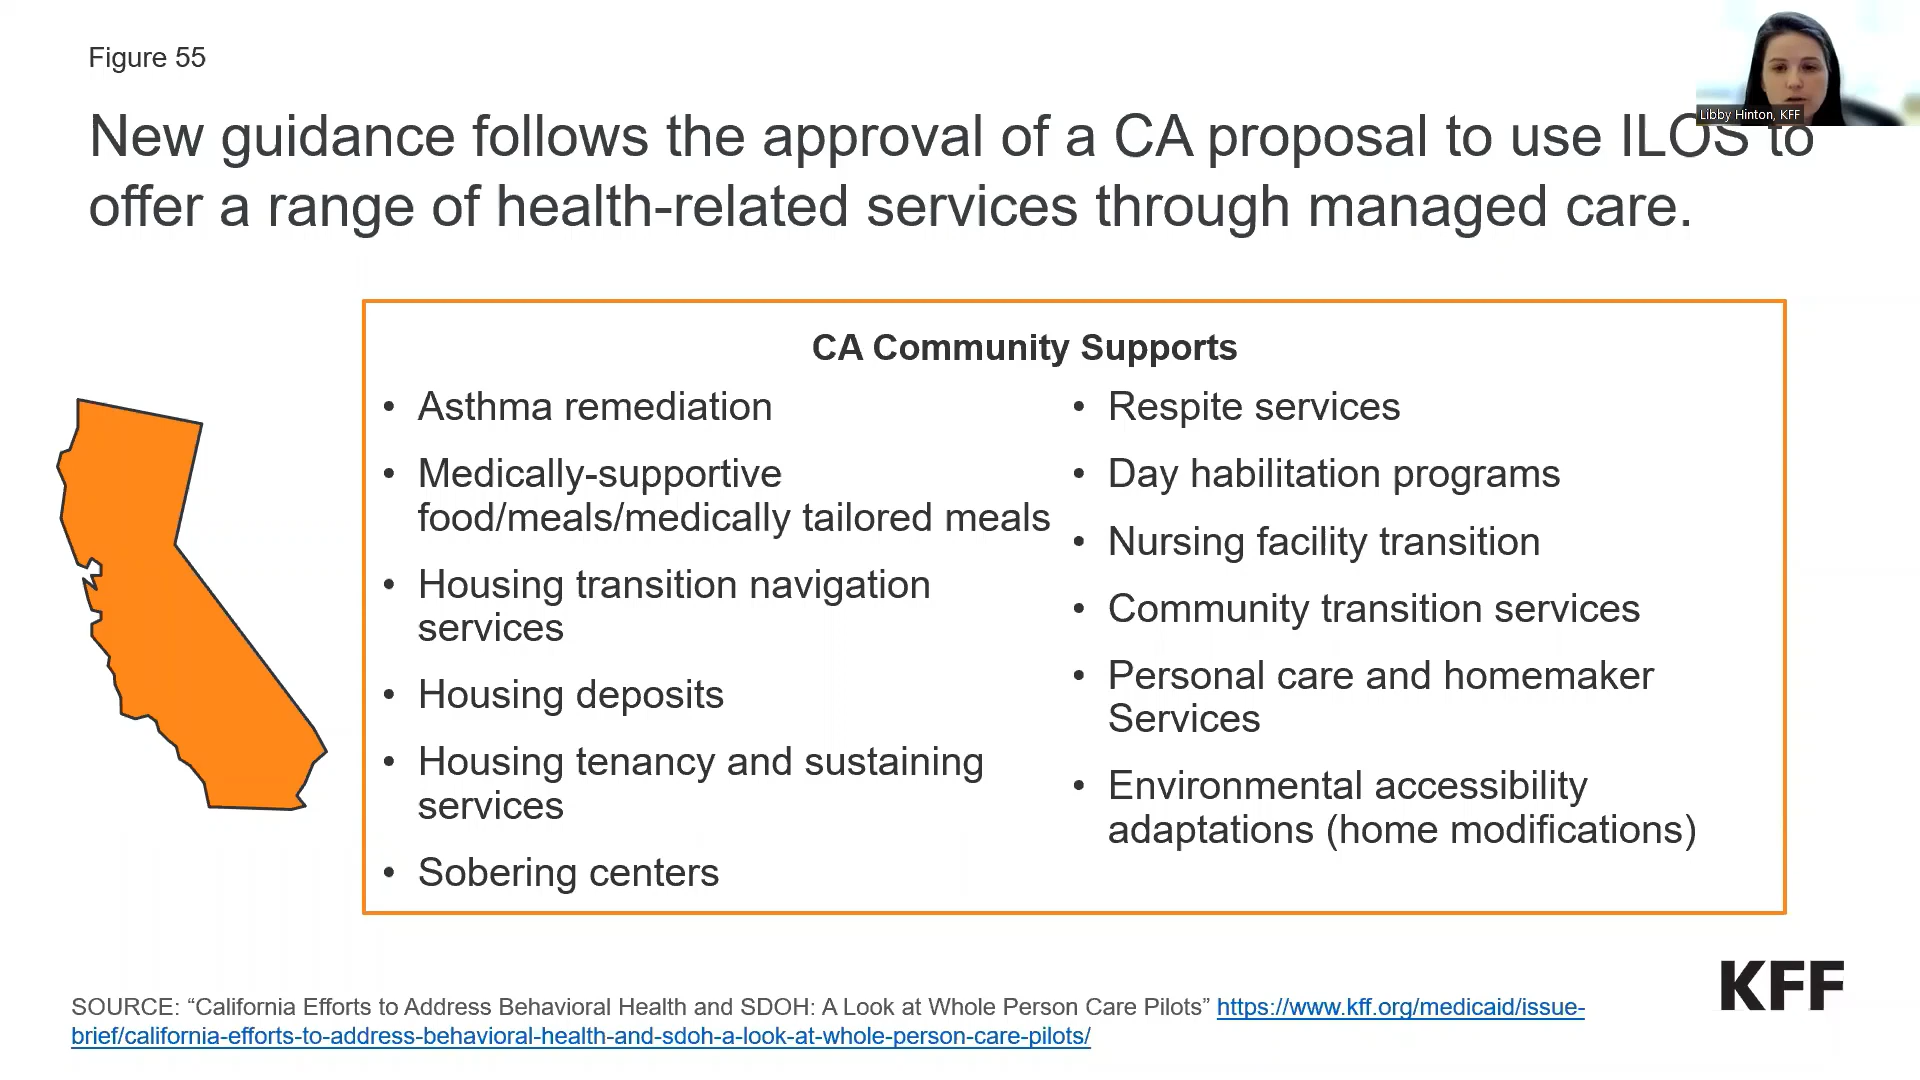 Figure 55
Libby Hinton, KFF
New guidance follows the approval of a CA proposal to use ILOS to
offer a range of health-related services through managed care.
CA Community Supports
• Asthma remediation
• Medically-supportive
food/meals/medically tailored meals
• Housing transition navigation
services
• Housing deposits
• Housing tenancy and sustaining
services
• Sobering centers
• Respite services
• Day habilitation programs
• Nursing facility transition
• Community transition services
• Personal care and homemaker
Services
• Environmental accessibility
adaptations (home modifications)
SOURCE: “California Efforts to Address Behavioral Health and SDOH: A Look at Whole Person Care Pilots” https://www.kff.org/medicaid/issue-
brief/california-efforts-to-address-behavioral-health-and-sdoh-a-look-at-whole-person-care-pilots/
KFF